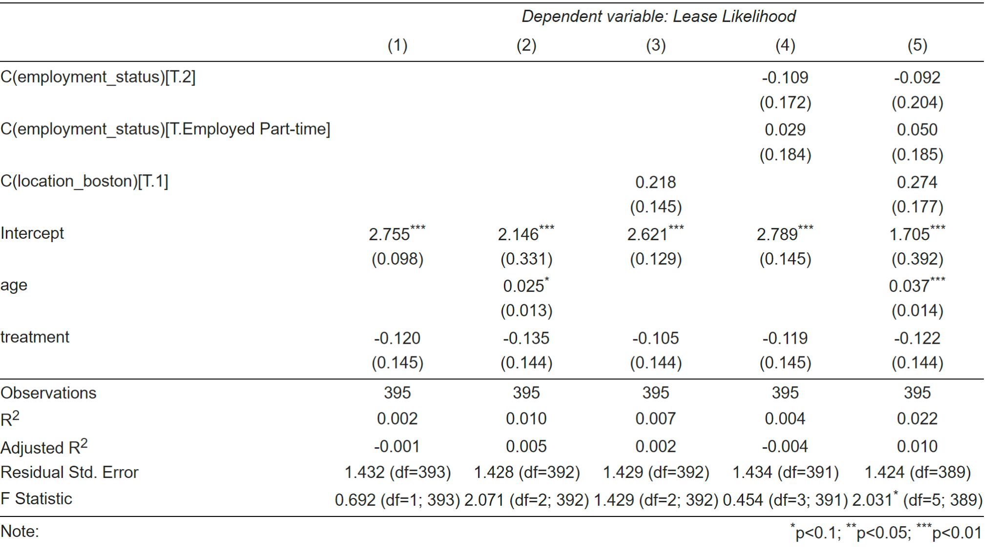 Dependent variable: Lease Likelihood
(1) (2) (3) (4) (5)
C(employment_status)[T.2] -0.109 -0.092
(0.172) (0.204)
C(employment_status)[T.Employed Part-time] 0.029 0.050
(0.184) (0.185)
C(location_boston)[T.1] 0.218 0.274
(0.145) (0.177)
Intercept 2.755*** 2.146*** 2.621*** 2.789*** 1.705***
(0.098) (0.331) (0.129) (0.145) (0.392)
age 0.025* 0.037***
(0.013) (0.014)
treatment -0.120 -0.135 -0.105 -0.119 -0.122
(0.145) (0.144) (0.144) (0.145) (0.144)
Observations 395 395 395 395 395
R2 0.002 0.010 0.007 0.004 0.022
Adjusted R2 -0.001 0.005 0.002 -0.004 0.010
Residual Std. Error 1.432 (df=393) 1.428 (df=392) 1.429 (df=392) 1.434 (df=391) 1.424 (df=389)
F Statistic 0.692 (df=1; 393) 2.071 (df=2; 392) 1.429 (df=2; 392) 0.454 (df=3; 391) 2.031* (df=5; 389)
Note: *p<0.1; **p<0.05; ***p<0.01